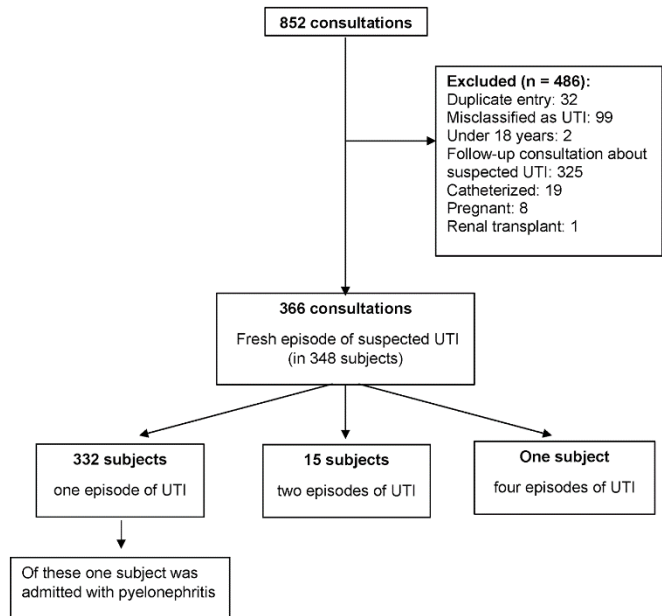 852 consultations
Excluded (n = 486):
Duplicate entry: 32
Misclassified as UTI: 99
Under 18 years: 2
Follow-up consultation about
suspected UTI: 325
Catheterized: 19
Pregnant: 8
Renal transplant: 1
366 consultations
Fresh episode of suspected UTI
(in 348 subjects)
332 subjects
one episode of UTI
15 subjects
two episodes of UTI
One subject
four episodes of UTI
Of these one subject was
admitted with pyelonephritis